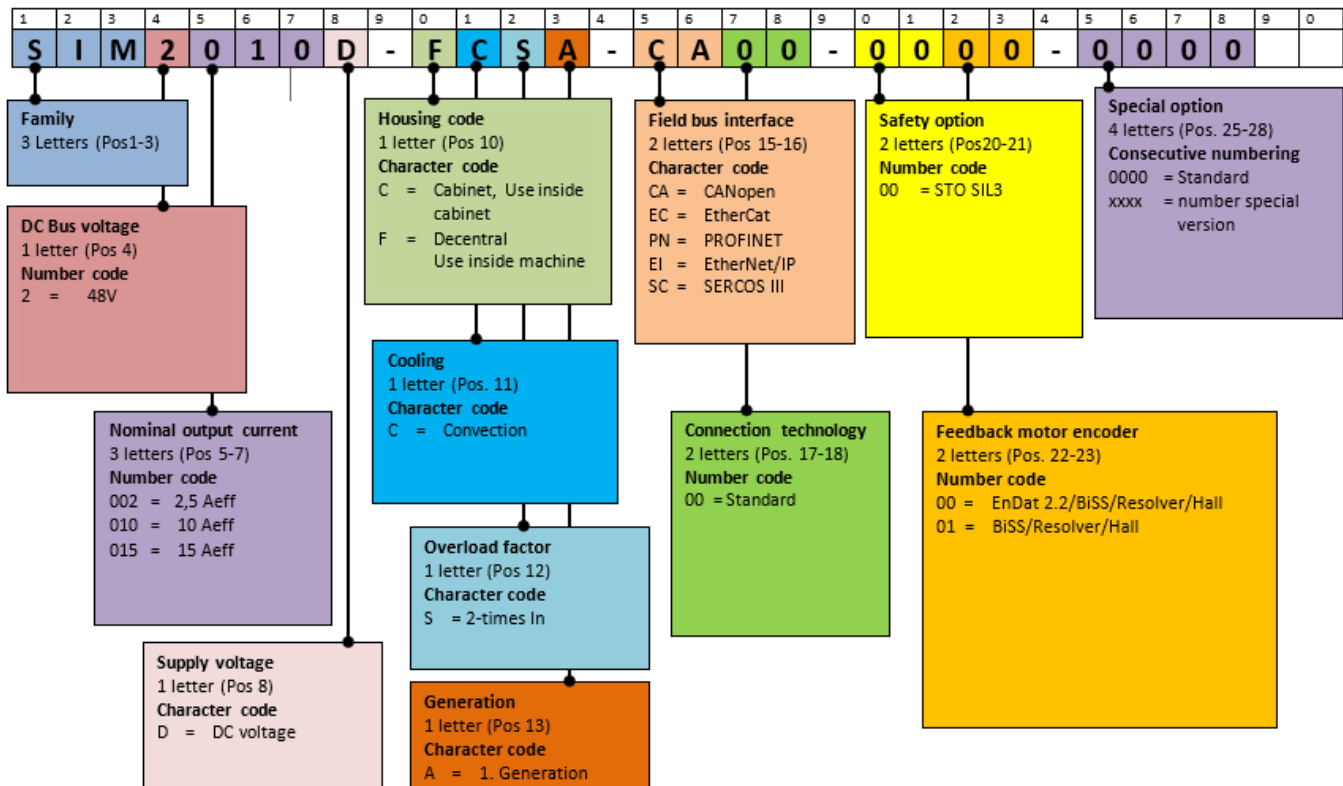 1 2 3 4 5 6 7 8 9 0 1 2 3 4 5 6 7 8 9 0 1 2 3 4 5 6 7 8 9 0
S I M 2 0 1 0 D - F C S A - C A 0 0 - 0 0 0 0 - 0 0 0 0
Family
3 Letters (Pos1-3)
DC Bus voltage
1 letter (Pos 4)
Number code
2 = 48V
Nominal output current
3 letters (Pos 5-7)
Number code
002 = 2,5 Aeff
010 = 10 Aeff
015 = 15 Aeff
Supply voltage
1 letter (Pos 8)
Character code
D = DC voltage
Housing code
1 letter (Pos 10)
Character code
C = Cabinet, Use inside
cabinet
F = Decentral
Use inside machine
Cooling
1 letter (Pos. 11)
Character code
C = Convection
Overload factor
1 letter (Pos 12)
Character code
S = 2-times In
Generation
1 letter (Pos 13)
Character code
A = 1. Generation
Field bus interface
2 letters (Pos 15-16)
Character code
CA = CANopen
EC = EtherCat
PN = PROFINET
EI = EtherNet/IP
SC = SERCOS III
Connection technology
2 letters (Pos. 17-18)
Number code
00 = Standard
Safety option
2 letters (Pos20-21)
Number code
00 = STO SIL3
Feedback motor encoder
2 letters (Pos. 22-23)
Number code
00 = EnDat 2.2/BiSS/Resolver/Hall
01 = BiSS/Resolver/Hall
Special option
4 letters (Pos. 25-28)
Consecutive numbering
0000 = Standard
xxxx = number special
version